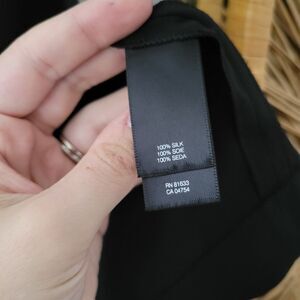 100% SILK
100% SOIE
100% SEDA
RN 81633
CA 04754